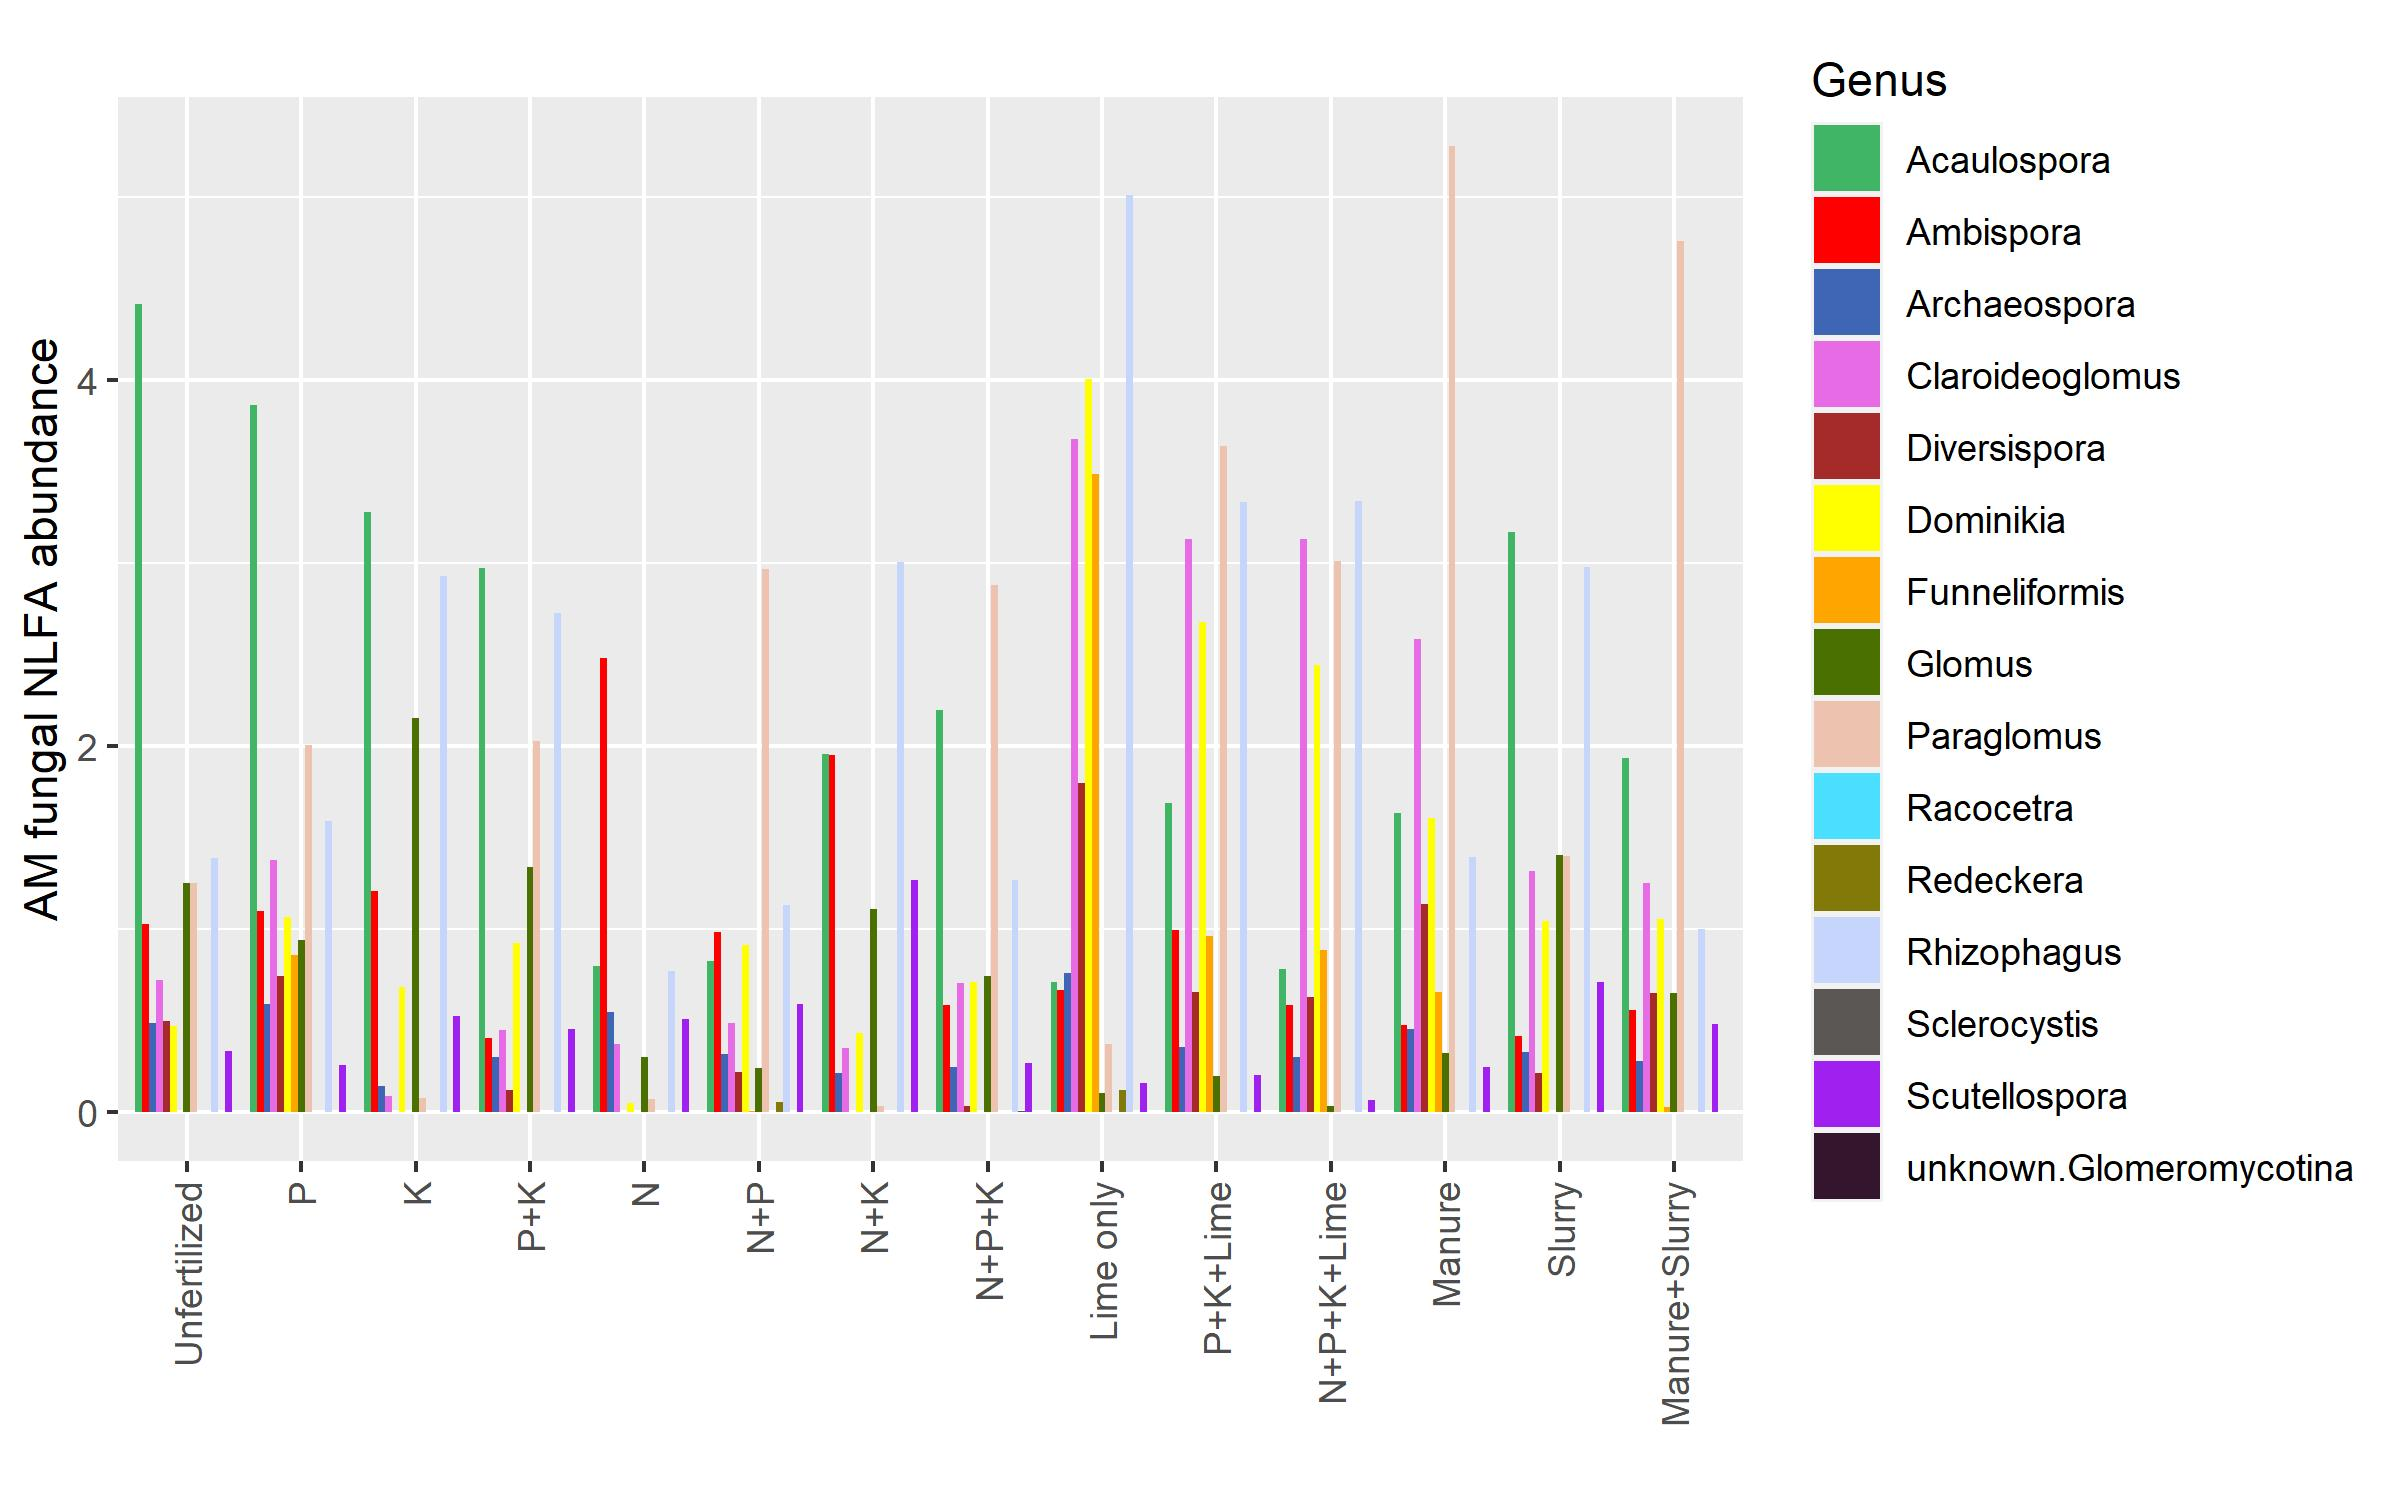 Genus
Acaulospora
Ambispora
Archaeospora
Claroideoglomus
Diversispora
Dominikia
Funneliformis
Glomus
Paraglomus
Racocetra
Redeckera
Rhizophagus
Sclerocystis
Scutellospora
unknown.Glomeromycotina
AM fungal NLFA abundance
4
2
0
Unfertilized
P
K
P+K
N
N+P
N+K
N+P+K
Lime only
P+K+Lime
N+P+K+Lime
Manure
Slurry
Manure+Slurry